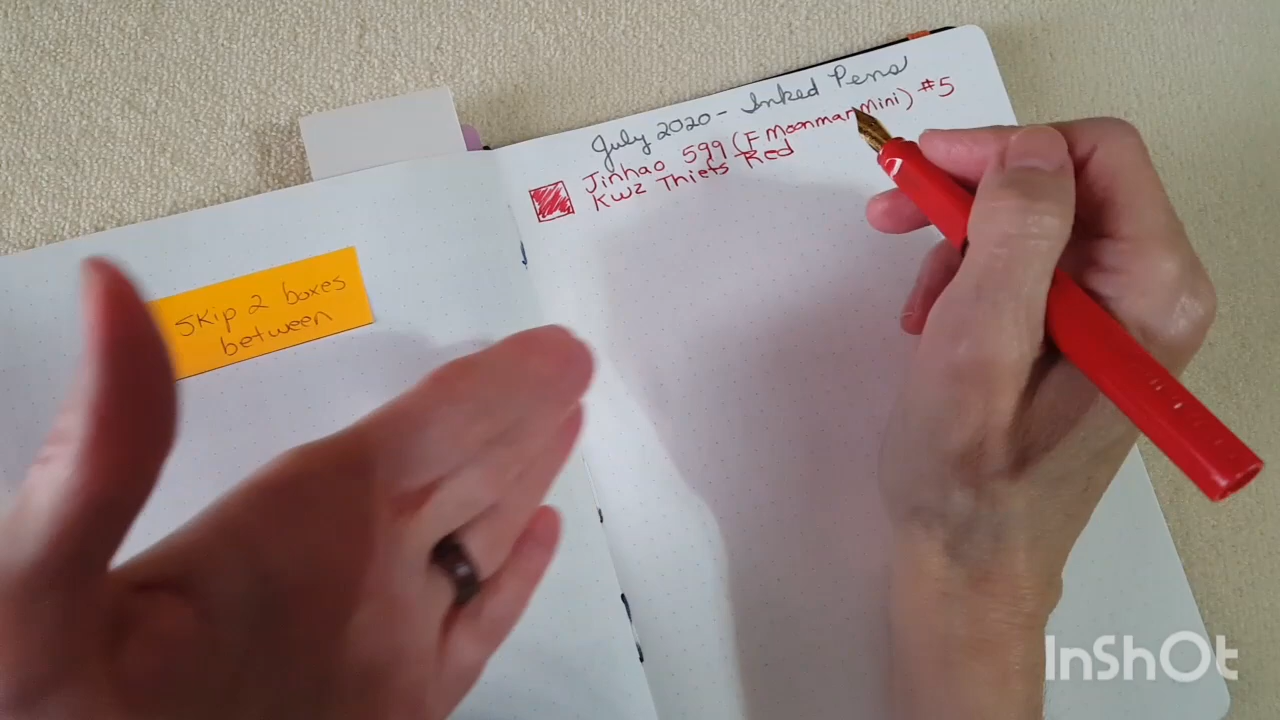 July 2020 - Inked Pens
Jinhao 599 (F Moonman Mini) #5
KWZ Thiefs Red
Skip 2 boxes
between
InShOt